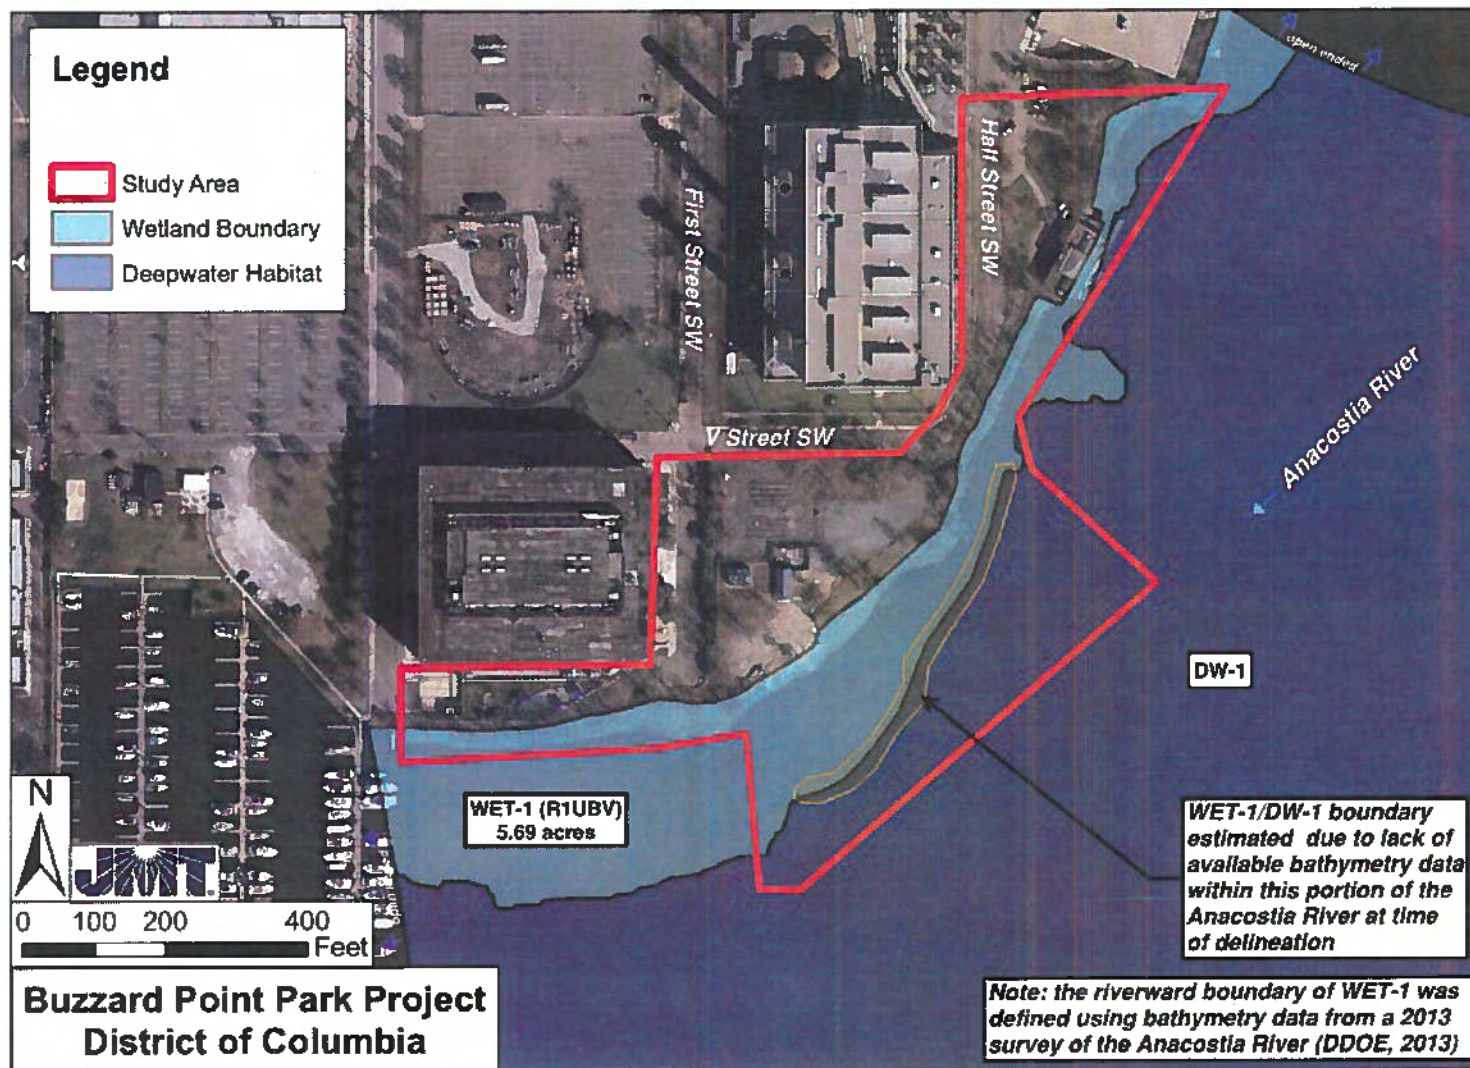 Legend
Study Area
Wetland Boundary
Deepwater Habitat
open ended
Half Street SW
First Street SW
V Street SW
Anacostia River
DW-1
WET-1 (R1UBV)
5.69 acres
WET-1/DW-1 boundary
estimated due to lack of
available bathymetry data
within this portion of the
Anacostia River at time
of delineation
N
JMT
0 100 200 400
Feet
Buzzard Point Park Project
District of Columbia
Note: the riverward boundary of WET-1 was
defined using bathymetry data from a 2013
survey of the Anacostia River (DDOE, 2013)